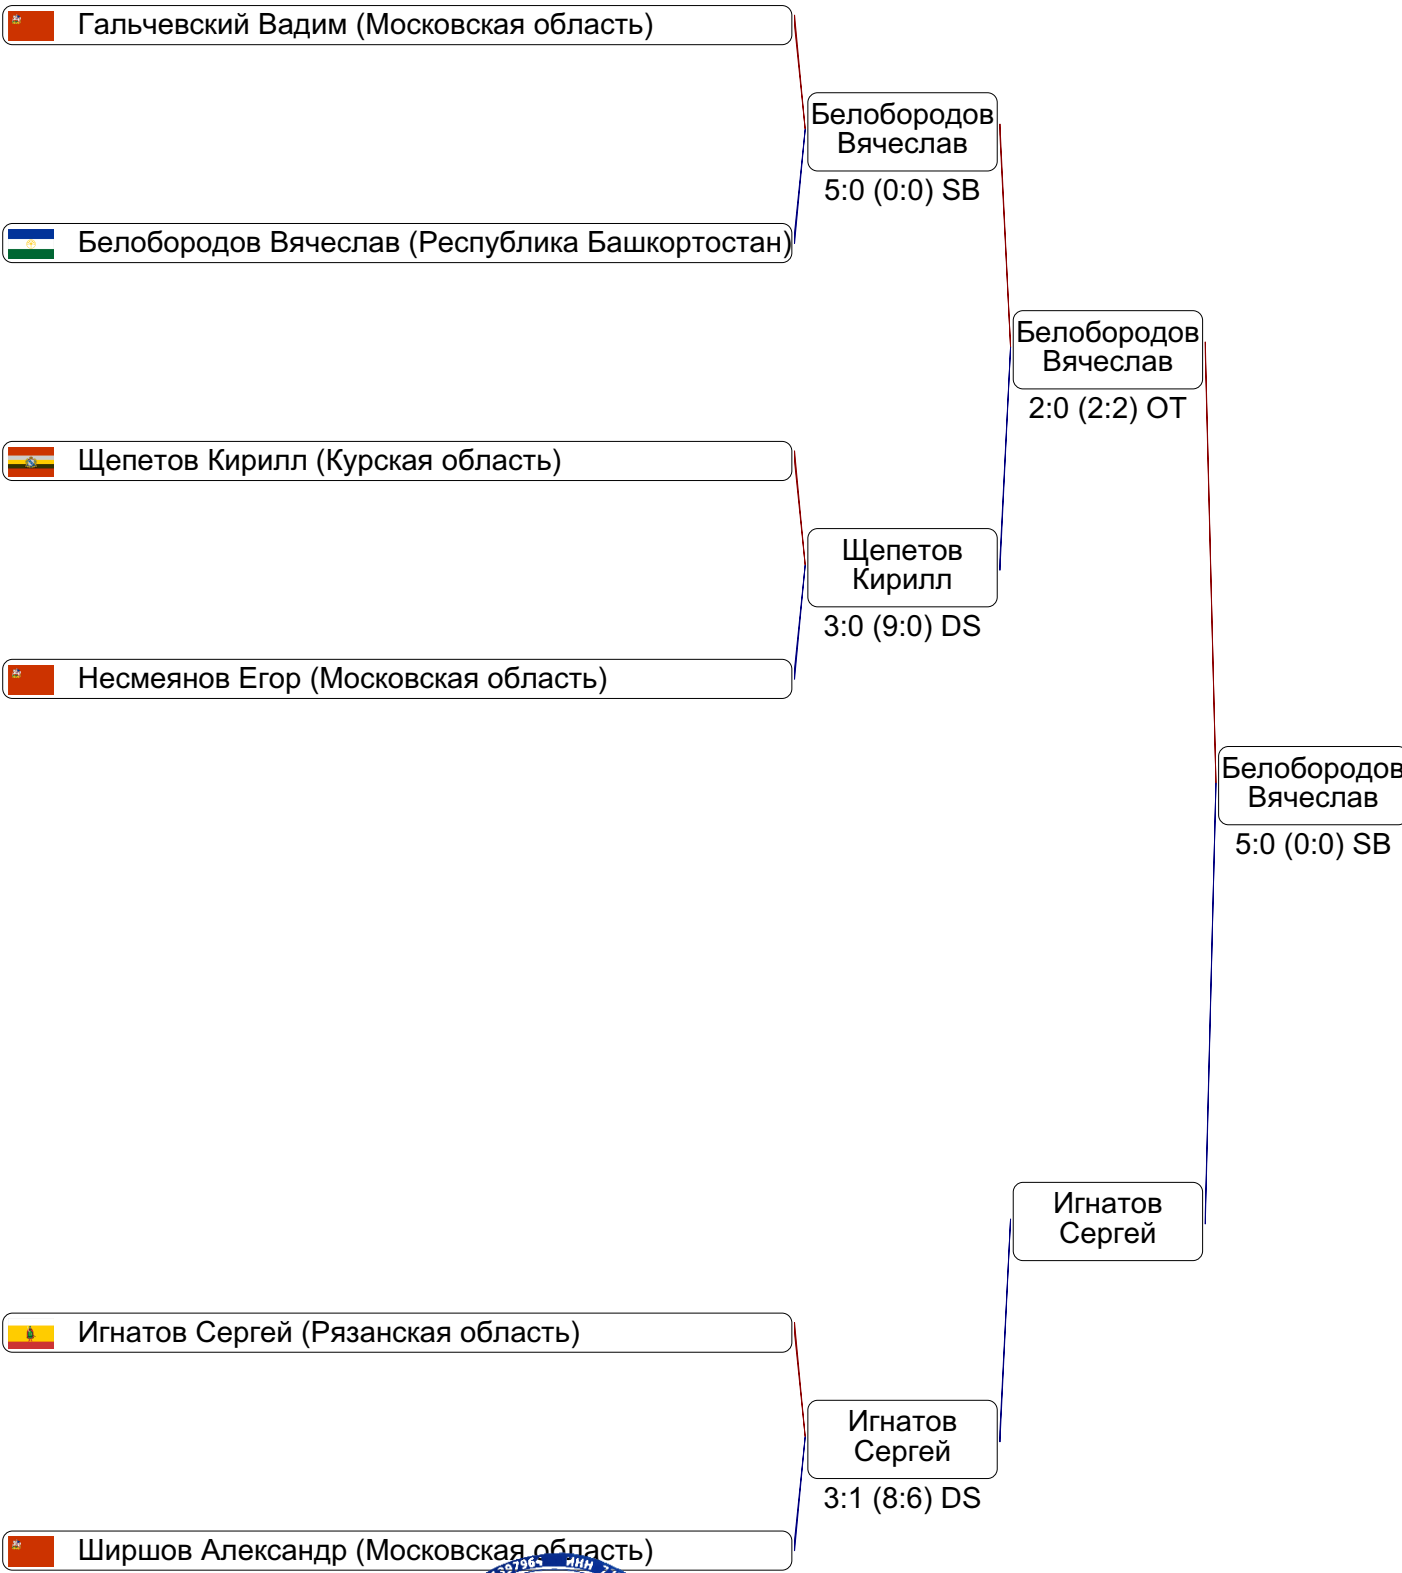 Гальчевский Вадим (Московская область)
Белобородов
Вячеслав
5:0 (0:0) SB
Белобородов Вячеслав (Республика Башкортостан)
Белобородов
Вячеслав
2:0 (2:2) OT
Щепетов Кирилл (Курская область)
Щепетов
Кирилл
3:0 (9:0) DS
Несмеянов Егор (Московская область)
Белобородов
Вячеслав
5:0 (0:0) SB
Игнатов
Сергей
Игнатов Сергей (Рязанская область)
Игнатов
Сергей
3:1 (8:6) DS
Ширшов Александр (Московская область)
ИНН